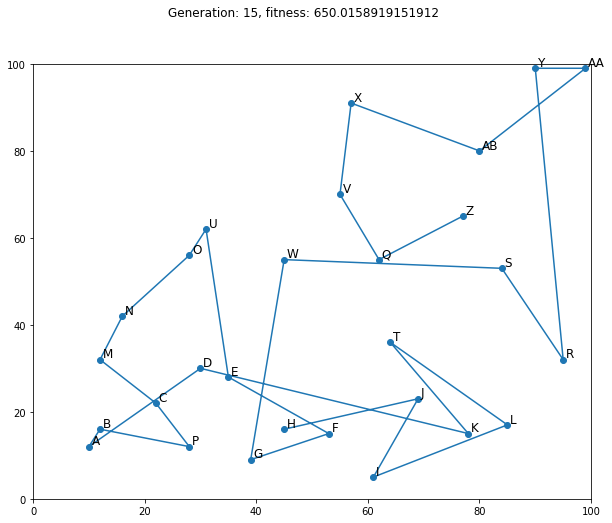 Generation: 15, fitness: 650.0158919151912
100
Y
AA
X
AB
80
V
Z
U
60
O
W
Q
S
N
40
T
M
R
D
E
C
J
20
B
H
F
K
L
A
P
G
I
0
0
20
40
60
80
100